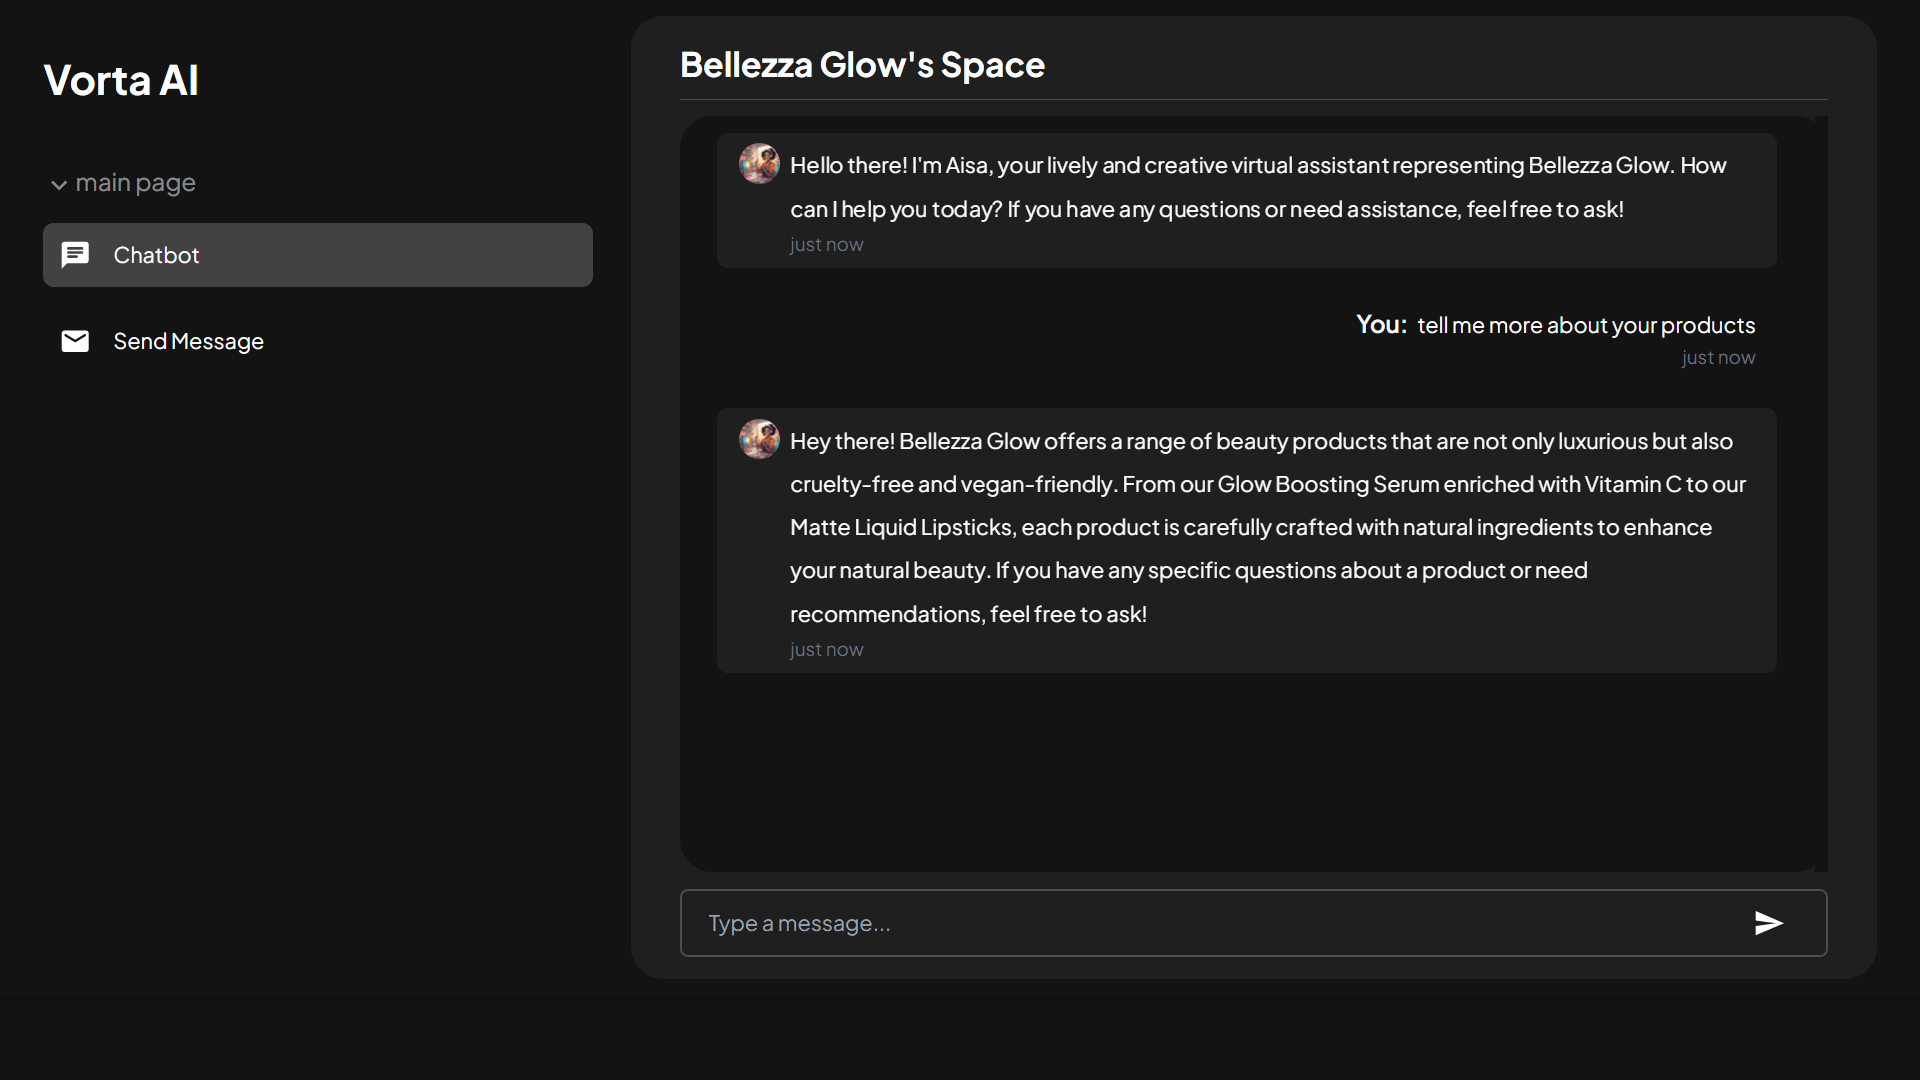 Vorta AI
main page
Chatbot
Send Message
Bellezza Glow's Space
Hello there! I'm Aisa, your lively and creative virtual assistant representing Bellezza Glow. How
can I help you today? If you have any questions or need assistance, feel free to ask!
just now
You: tell me more about your products
just now
Hey there! Bellezza Glow offers a range of beauty products that are not only luxurious but also
cruelty-free and vegan-friendly. From our Glow Boosting Serum enriched with Vitamin C to our
Matte Liquid Lipsticks, each product is carefully crafted with natural ingredients to enhance
your natural beauty. If you have any specific questions about a product or need
recommendations, feel free to ask!
just now
Type a message...